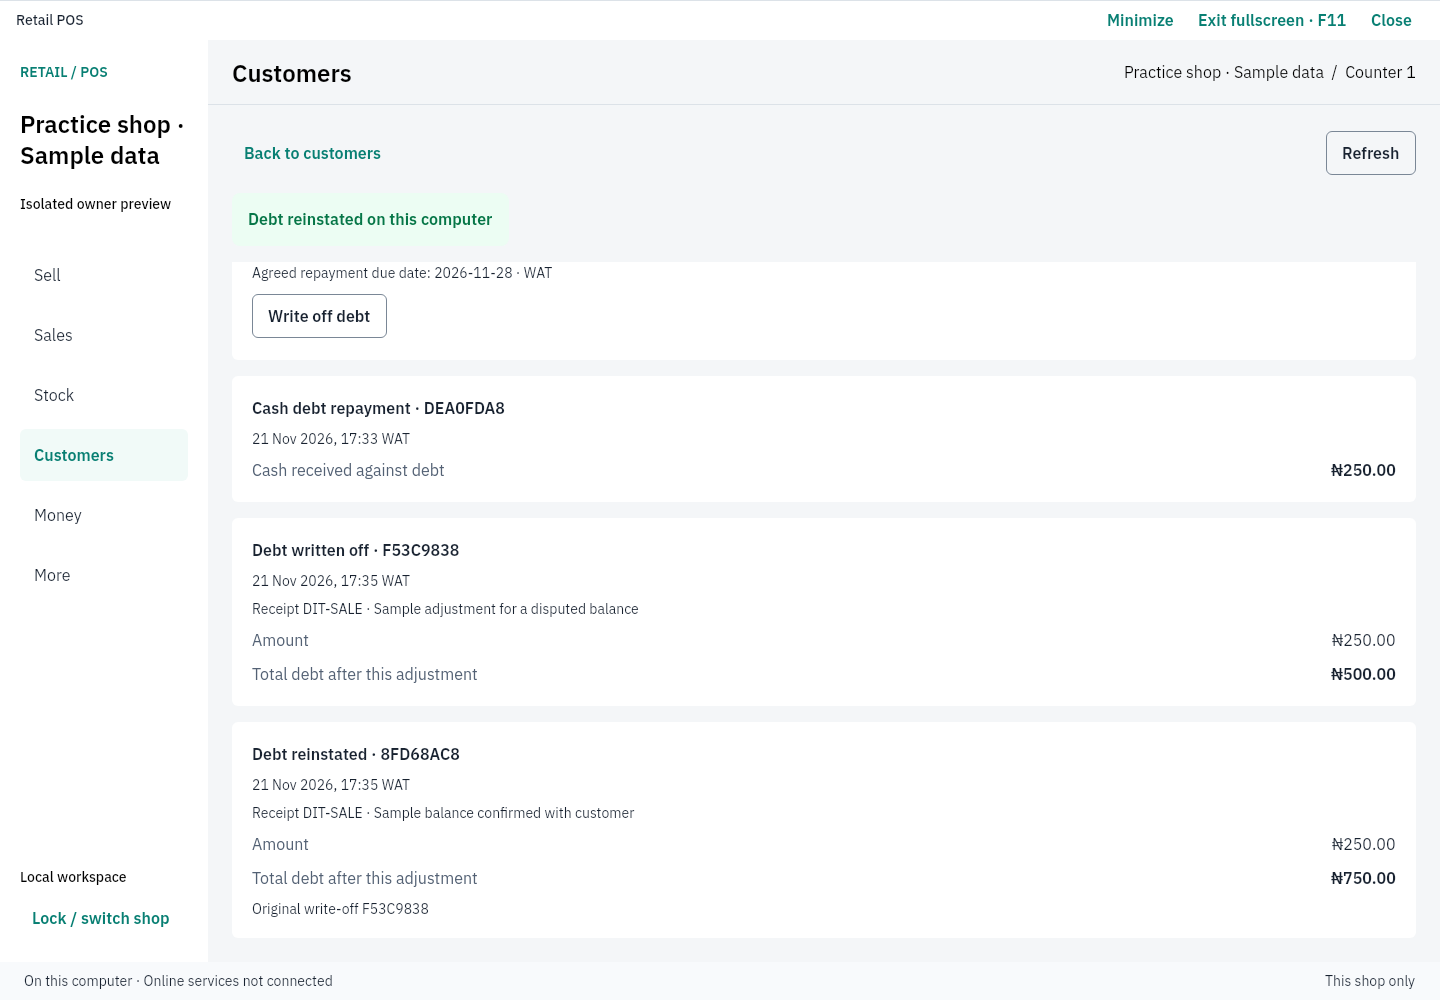 Retail POS
Minimize
Exit fullscreen · F11
Close
RETAIL / POS
Practice shop ·
Sample data
Isolated owner preview
Sell
Sales
Stock
Customers
Money
More
Local workspace
Lock / switch shop
Customers
Practice shop · Sample data / Counter 1
Back to customers
Refresh
Debt reinstated on this computer
Agreed repayment due date: 2026-11-28 · WAT
Write off debt
Cash debt repayment · DEA0FDA8
21 Nov 2026, 17:33 WAT
Cash received against debt ₦250.00
Debt written off · F53C9838
21 Nov 2026, 17:35 WAT
Receipt DIT-SALE · Sample adjustment for a disputed balance
Amount ₦250.00
Total debt after this adjustment ₦500.00
Debt reinstated · 8FD68AC8
21 Nov 2026, 17:35 WAT
Receipt DIT-SALE · Sample balance confirmed with customer
Amount ₦250.00
Total debt after this adjustment ₦750.00
Original write-off F53C9838
On this computer · Online services not connected
This shop only